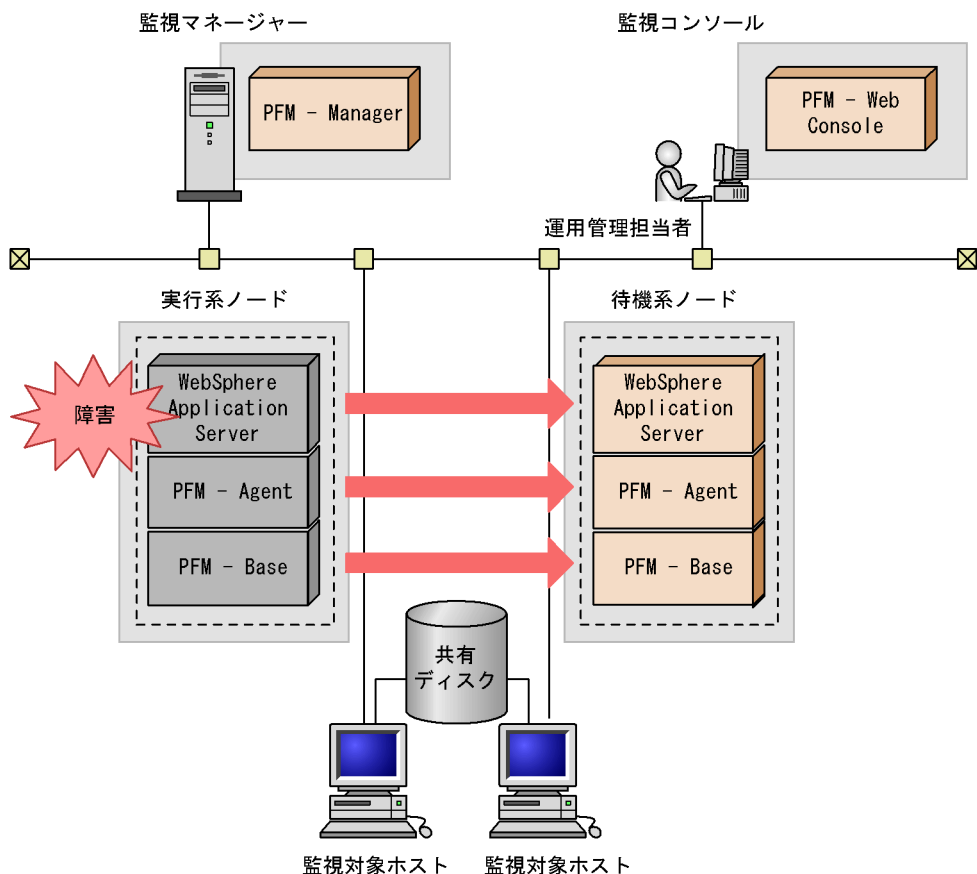 監視マネージャー
監視コンソール
PFM - Manager
PFM - Web
Console
運用管理担当者
実行系ノード
待機系ノード
障害
WebSphere
Application
Server
PFM - Agent
PFM - Base
WebSphere
Application
Server
PFM - Agent
PFM - Base
共有
ディスク
監視対象ホスト
監視対象ホスト